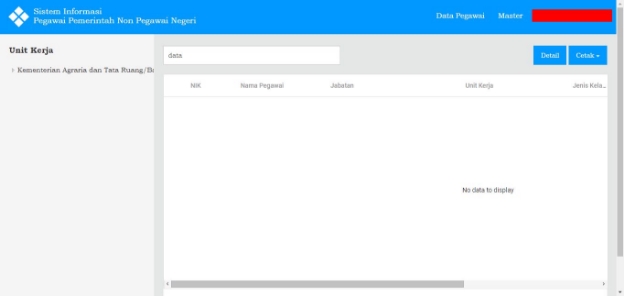 Sistem Informasi
Pegawai Pemerintah Non Pegawai Negeri
Data Pegawai Master
Unit Kerja
Kementerian Agraria dan Tata Ruang/Ba
data
Detail Cetak
NIK Nama Pegawai Jabatan Unit Kerja Jenis Kela...
No data to display